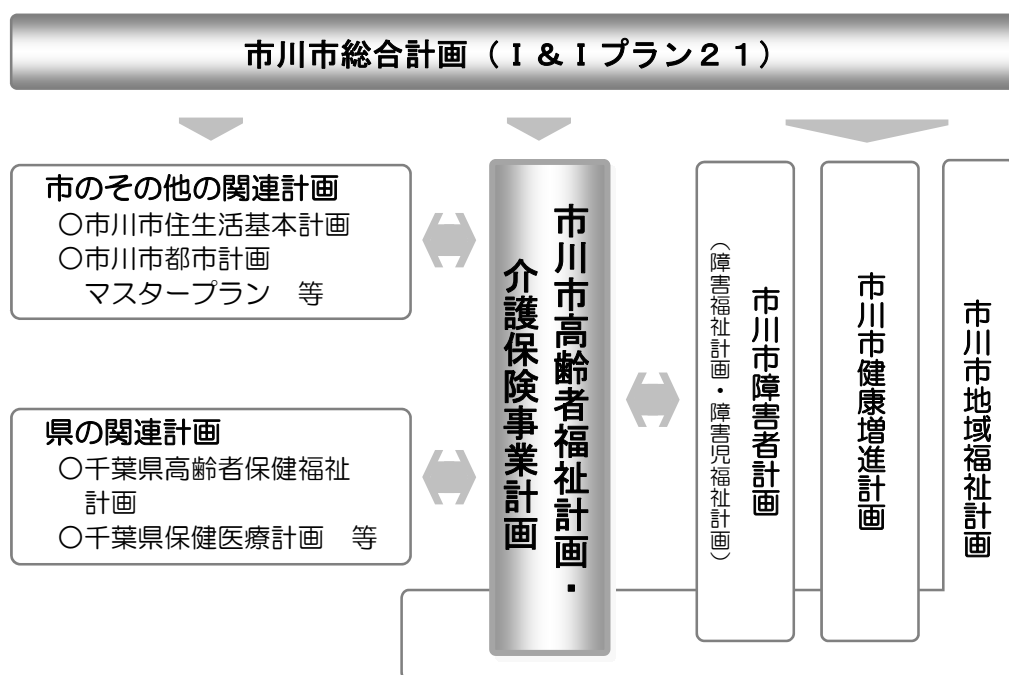 市川市総合計画（Ｉ＆Ｉプラン２１）
市のその他の関連計画
○市川市住生活基本計画
○市川市都市計画
マスタープラン　等
県の関連計画
○千葉県高齢者保健福祉
計画
○千葉県保健医療計画　等
市川市高齢者福祉計画・
介護保険事業計画
市川市障害者計画
（障害福祉計画・障害児福祉計画）
市川市健康増進計画
市川市地域福祉計画